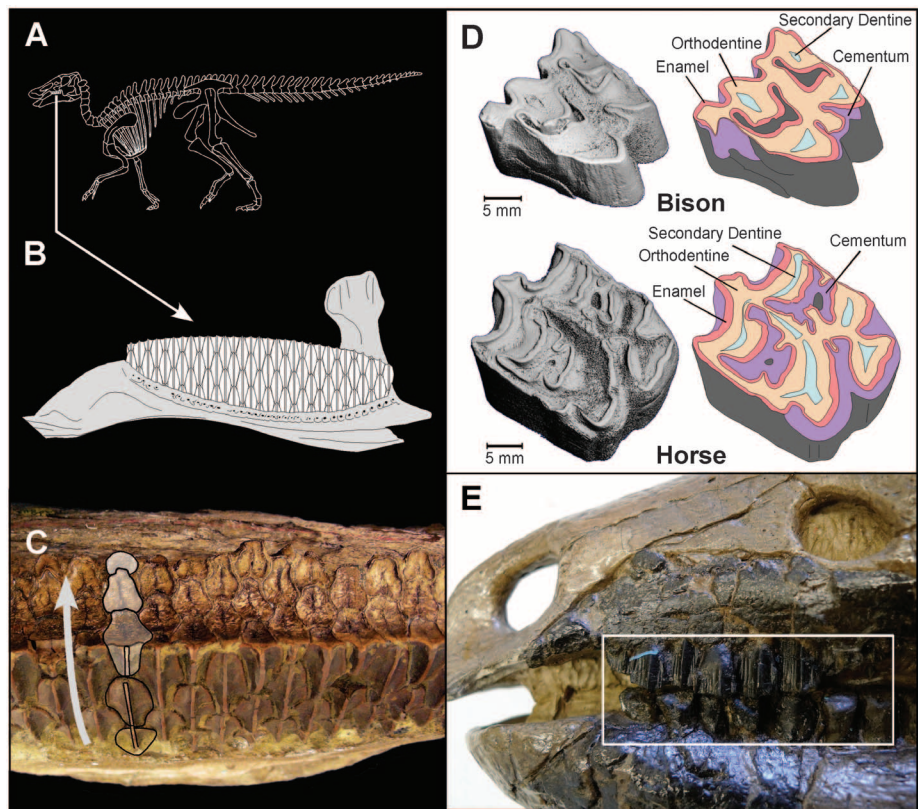 A
B
C
D
Secondary Dentine
Orthodentine
Cementum
Enamel
5 mm
Bison
Secondary Dentine
Cementum
Orthodentine
Enamel
5 mm
Horse
E